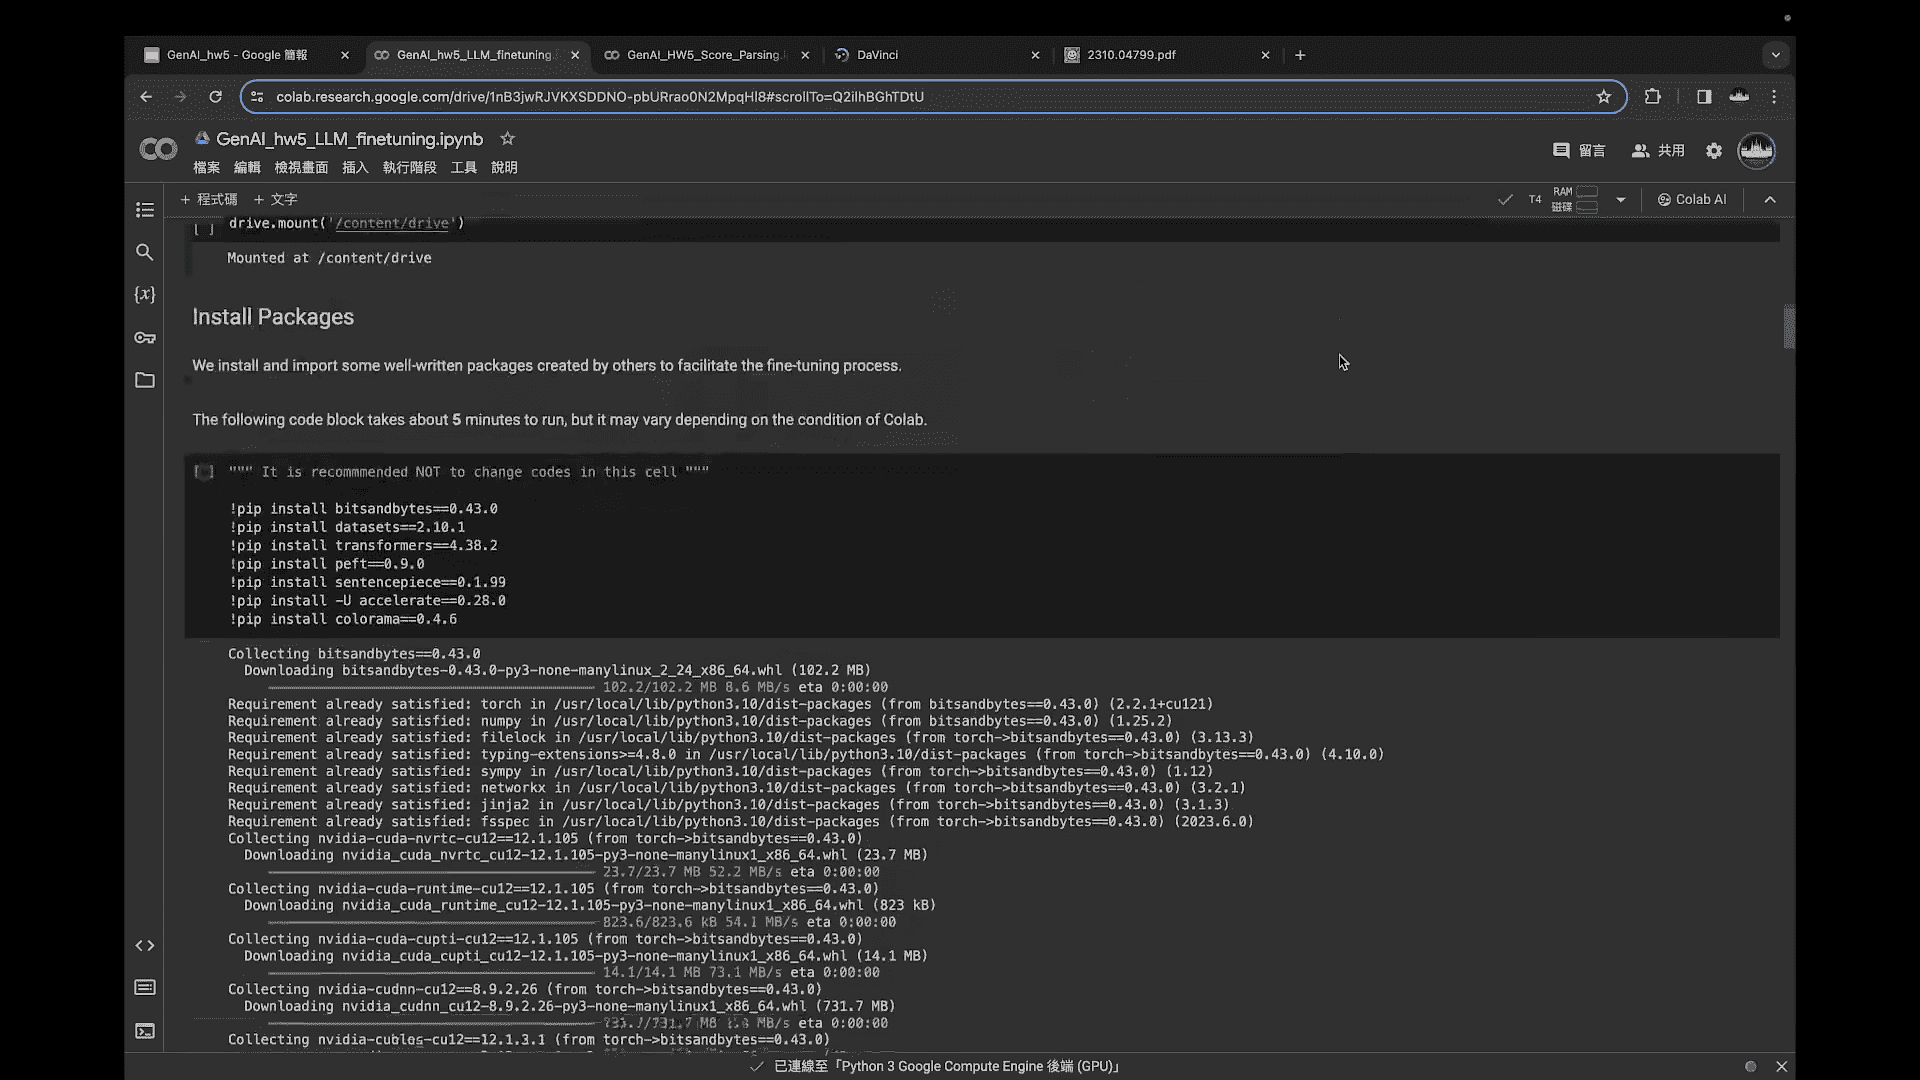 GenAI_hw5 - Google 簡報
GenAI_hw5_LLM_finetuning.
GenAI_HW5_Score_Parsing.i
DaVinci
2310.04799.pdf
colab.research.google.com/drive/1nB3jwRJVKXSDDNO-pbURrao0N2MpqHl8#scrollTo=Q2ilhBGhTDtU
GenAI_hw5_LLM_finetuning.ipynb
留言
共用
檔案 編輯 檢視畫面 插入 執行階段 工具 說明
+ 程式碼 + 文字
T4
RAM
磁碟
Colab AI
[ ] drive.mount('/content/drive')
Mounted at /content/drive
Install Packages
We install and import some well-written packages created by others to facilitate the fine-tuning process.
The following code block takes about 5 minutes to run, but it may vary depending on the condition of Colab.
[ ] """ It is recommmended NOT to change codes in this cell """
!pip install bitsandbytes==0.43.0
!pip install datasets==2.10.1
!pip install transformers==4.38.2
!pip install peft==0.9.0
!pip install sentencepiece==0.1.99
!pip install -U accelerate==0.28.0
!pip install colorama==0.4.6
Collecting bitsandbytes==0.43.0
Downloading bitsandbytes-0.43.0-py3-none-manylinux_2_24_x86_64.whl (102.2 MB)
102.2/102.2 MB 8.6 MB/s eta 0:00:00
Requirement already satisfied: torch in /usr/local/lib/python3.10/dist-packages (from bitsandbytes==0.43.0) (2.2.1+cu121)
Requirement already satisfied: numpy in /usr/local/lib/python3.10/dist-packages (from bitsandbytes==0.43.0) (1.25.2)
Requirement already satisfied: filelock in /usr/local/lib/python3.10/dist-packages (from torch->bitsandbytes==0.43.0) (3.13.3)
Requirement already satisfied: typing-extensions>=4.8.0 in /usr/local/lib/python3.10/dist-packages (from torch->bitsandbytes==0.43.0) (4.10.0)
Requirement already satisfied: sympy in /usr/local/lib/python3.10/dist-packages (from torch->bitsandbytes==0.43.0) (1.12)
Requirement already satisfied: networkx in /usr/local/lib/python3.10/dist-packages (from torch->bitsandbytes==0.43.0) (3.2.1)
Requirement already satisfied: jinja2 in /usr/local/lib/python3.10/dist-packages (from torch->bitsandbytes==0.43.0) (3.1.3)
Requirement already satisfied: fsspec in /usr/local/lib/python3.10/dist-packages (from torch->bitsandbytes==0.43.0) (2023.6.0)
Collecting nvidia-cuda-nvrtc-cu12==12.1.105 (from torch->bitsandbytes==0.43.0)
Downloading nvidia_cuda_nvrtc_cu12-12.1.105-py3-none-manylinux1_x86_64.whl (23.7 MB)
23.7/23.7 MB 52.2 MB/s eta 0:00:00
Collecting nvidia-cuda-runtime-cu12==12.1.105 (from torch->bitsandbytes==0.43.0)
Downloading nvidia_cuda_runtime_cu12-12.1.105-py3-none-manylinux1_x86_64.whl (823 kB)
823.6/823.6 kB 54.1 MB/s eta 0:00:00
Collecting nvidia-cuda-cupti-cu12==12.1.105 (from torch->bitsandbytes==0.43.0)
Downloading nvidia_cuda_cupti_cu12-12.1.105-py3-none-manylinux1_x86_64.whl (14.1 MB)
14.1/14.1 MB 73.1 MB/s eta 0:00:00
Collecting nvidia-cudnn-cu12==8.9.2.26 (from torch->bitsandbytes==0.43.0)
Downloading nvidia_cudnn_cu12-8.9.2.26-py3-none-manylinux1_x86_64.whl (731.7 MB)
731.7/731.7 MB MB/s eta 0:00:00
Collecting nvidia-cublas-cu12==12.1.3.1 (from torch->bitsandbytes==0.43.0)
已連線至「Python 3 Google Compute Engine 後端 (GPU)」